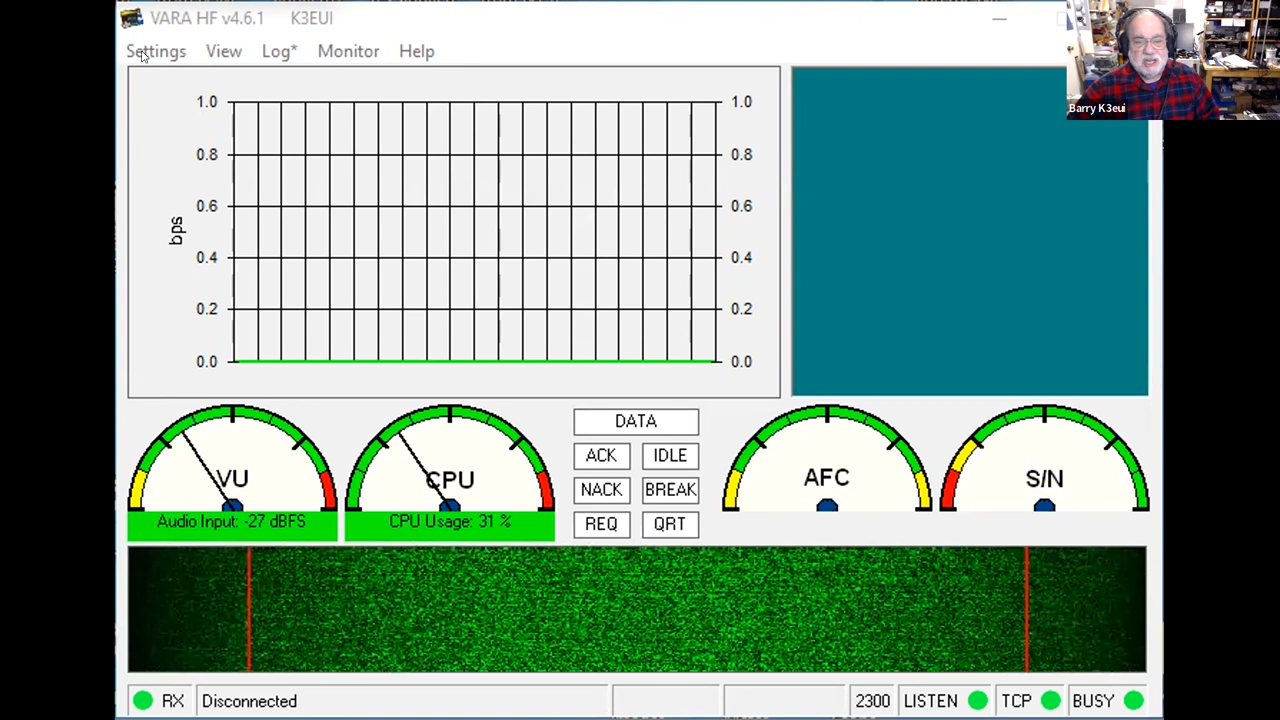 VARA HF v4.6.1 K3EUI
Settings View Log* Monitor Help
Barry K3eui
1.0 1.0
0.8 0.8
0.6 0.6
bps
0.4 0.4
0.2 0.2
0.0 0.0
DATA
ACK IDLE
NACK BREAK
REQ QRT
VU
Audio Input: -27 dBFS
CPU
CPU Usage: 31 %
AFC
S/N
RX Disconnected 2300 LISTEN TCP BUSY